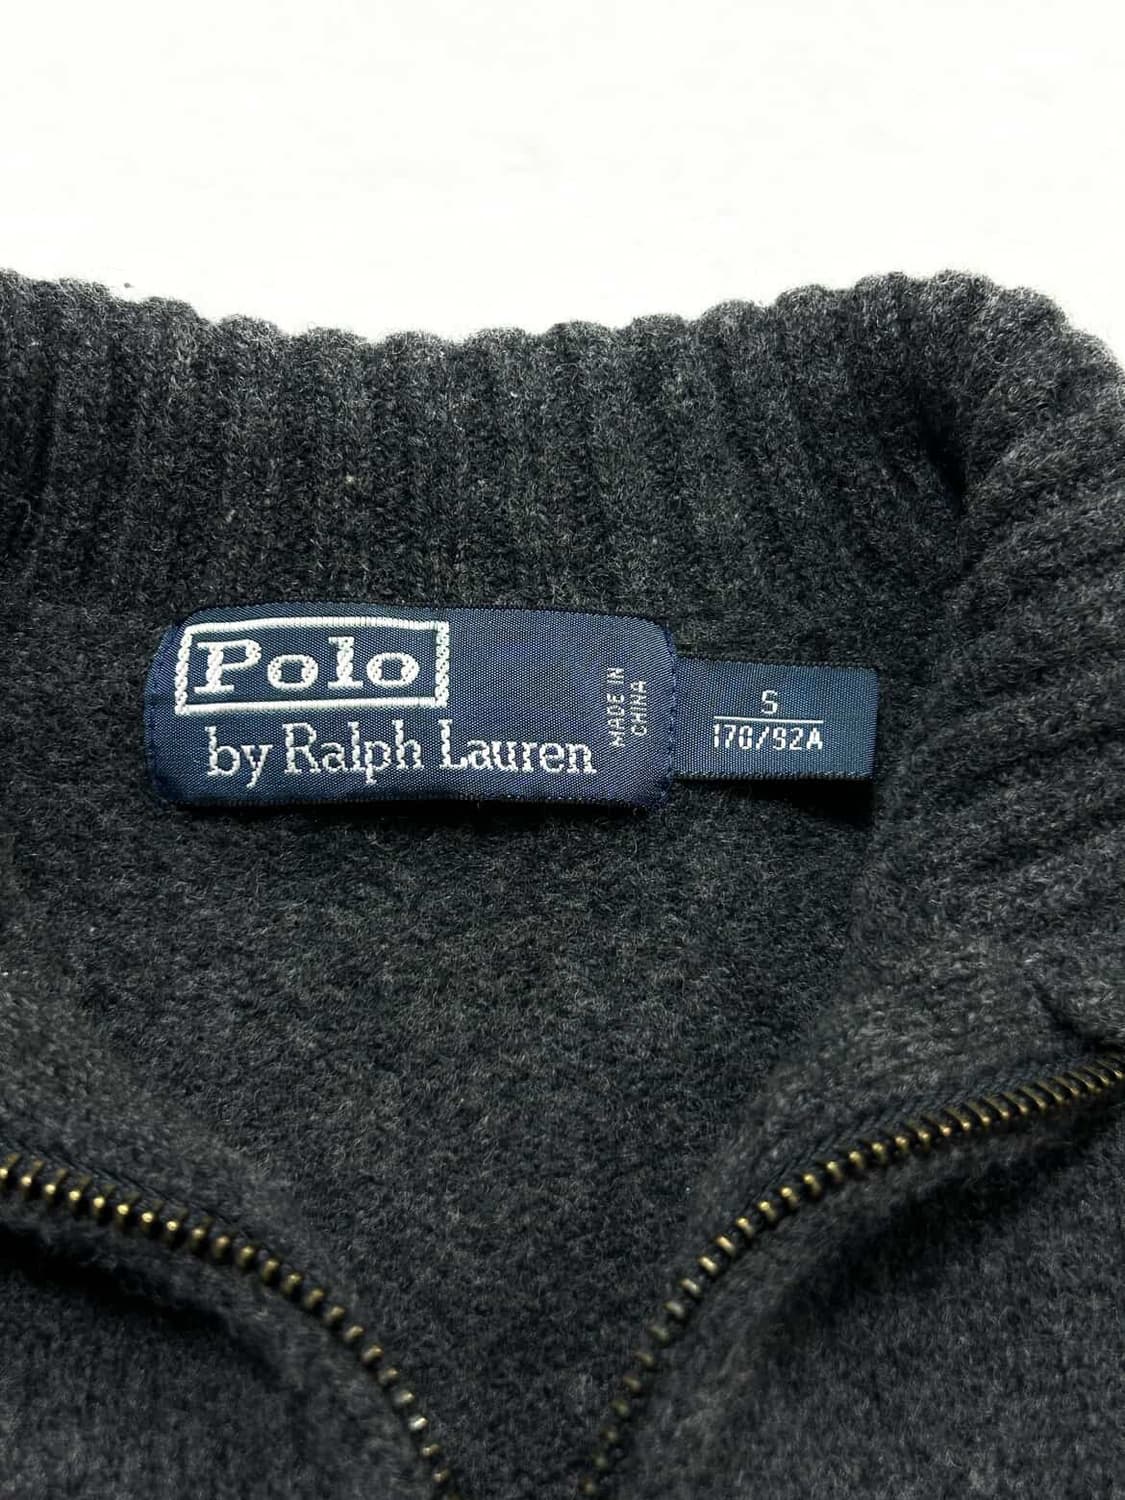 Polo
by Ralph Lauren
MADE IN
CHINA
S
170/92A